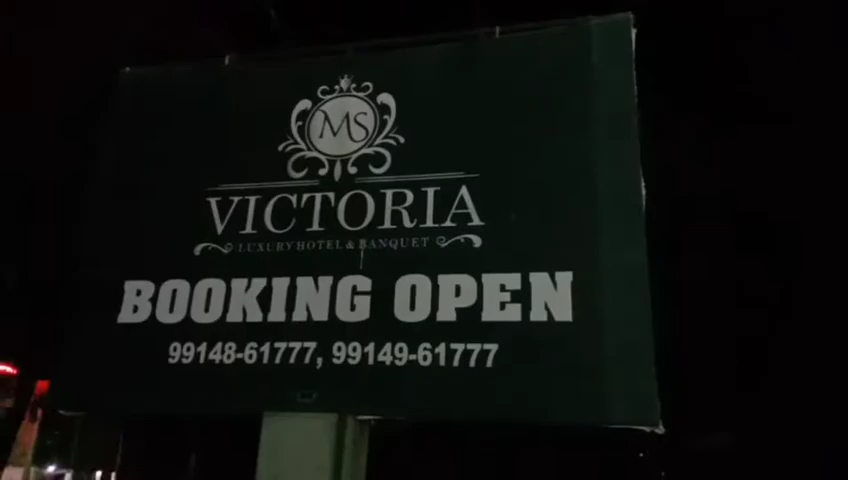 MS
VICTORIA
LUXURY HOTEL & BANQUET
BOOKING OPEN
99148-61777, 99149-61777